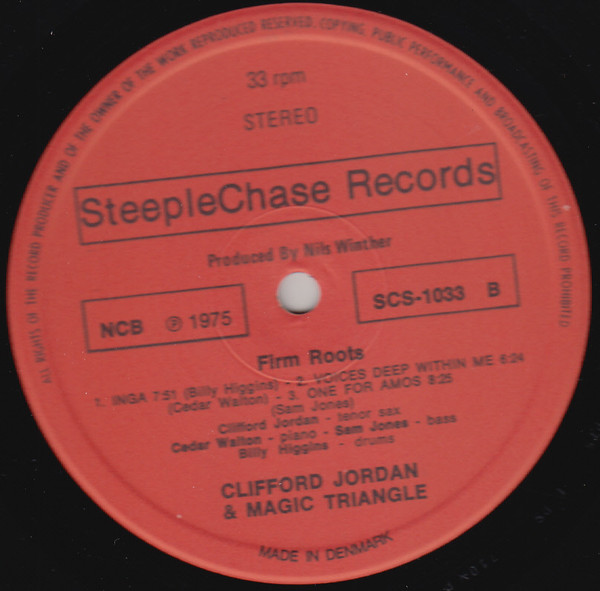 ALL RIGHTS OF THE RECORD PRODUCER AND OF THE OWNER OF THE WORK REPRODUCED RESERVED. COPYING, PUBLIC PERFORMANCE AND BROADCASTING OF THIS RECORD PROHIBITED
33 rpm
STEREO
SteepleChase Records
Produced By Nils Winther
NCB ℗ 1975
SCS-1033 B
Firm Roots
1. INGA 7:51 (Billy Higgins) - 2. VOICES DEEP WITHIN ME 6:24
(Cedar Walton) - 3. ONE FOR AMOS 8:25
(Sam Jones)
Clifford Jordan - tenor sax
Cedar Walton - piano - Sam Jones - bass
Billy Higgins - drums
CLIFFORD JORDAN
& MAGIC TRIANGLE
MADE IN DENMARK